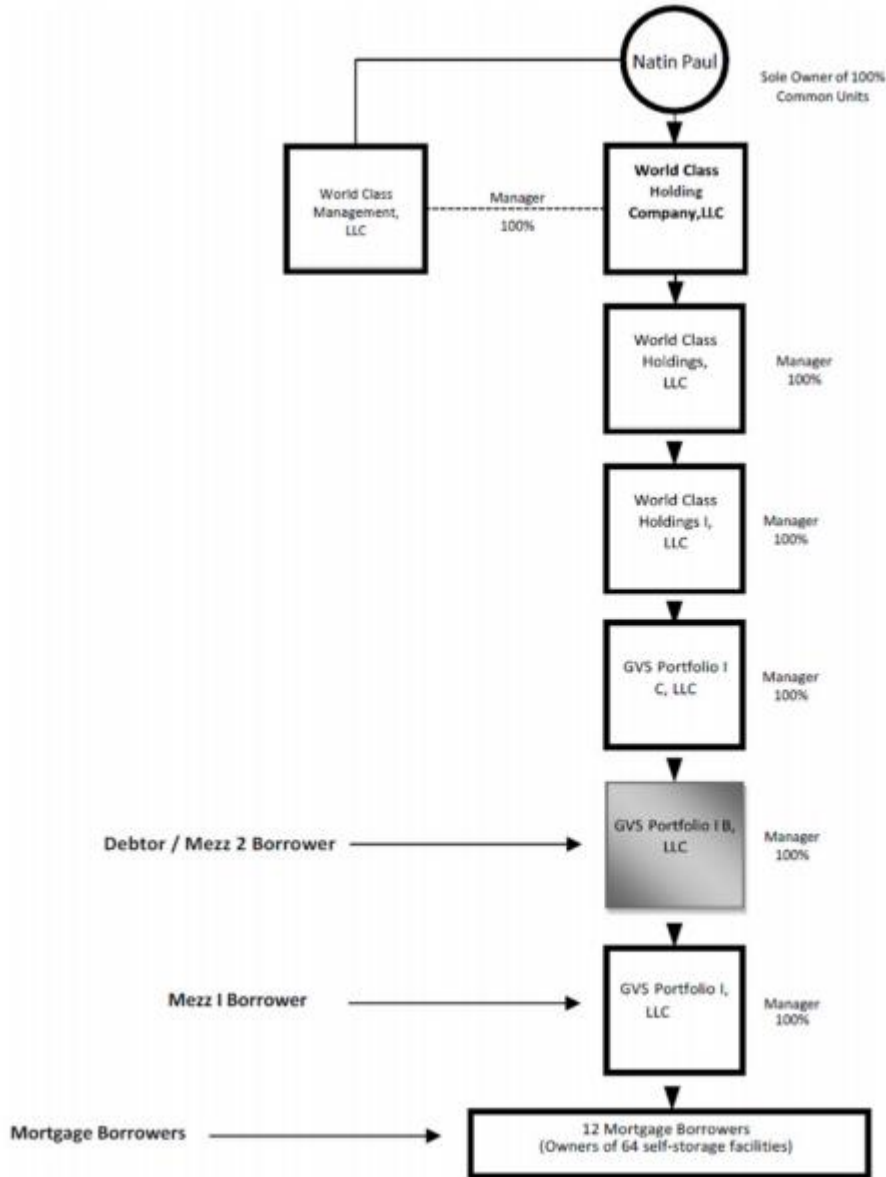 Natin Paul
Sole Owner of 100%
Common Units
World Class
Management,
LLC
Manager
100%
World Class
Holding
Company,LLC
World Class
Holdings,
LLC
Manager
100%
World Class
Holdings I,
LLC
Manager
100%
GVS Portfolio I
C, LLC
Manager
100%
Debtor / Mezz 2 Borrower
GVS Portfolio I B,
LLC
Manager
100%
Mezz I Borrower
GVS Portfolio I,
LLC
Manager
100%
Mortgage Borrowers
12 Mortgage Borrowers
(Owners of 64 self-storage facilities)